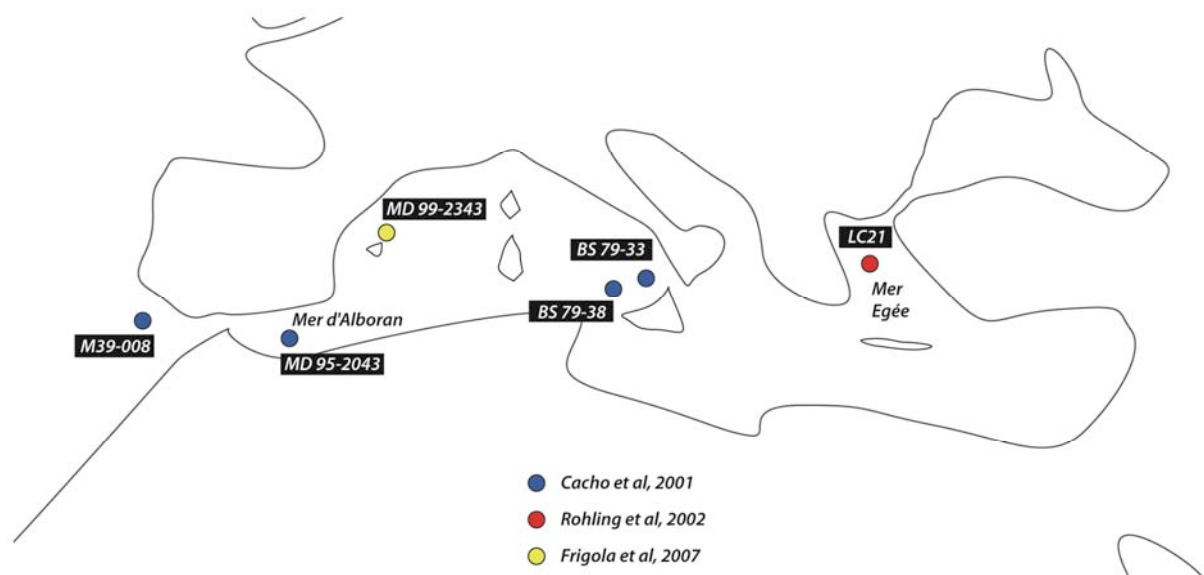 MD 99-2343
BS 79-33
LC21
Mer
Egée
BS 79-38
Mer d'Alboran
M39-008
MD 95-2043
Cacho et al, 2001
Rohling et al, 2002
Frigola et al, 2007